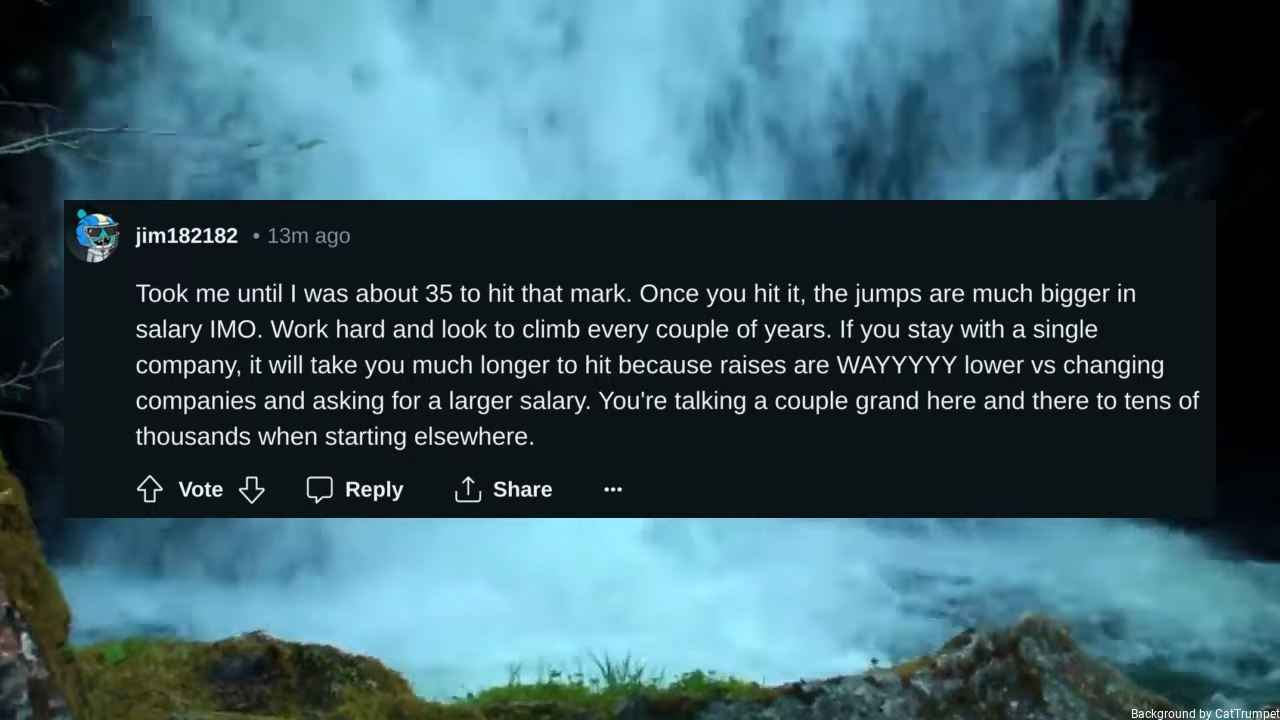 jim182182 • 13m ago
Took me until I was about 35 to hit that mark. Once you hit it, the jumps are much bigger in
salary IMO. Work hard and look to climb every couple of years. If you stay with a single
company, it will take you much longer to hit because raises are WAYYYYY lower vs changing
companies and asking for a larger salary. You're talking a couple grand here and there to tens of
thousands when starting elsewhere.
Vote Reply Share ···
Background by CatTrumpet